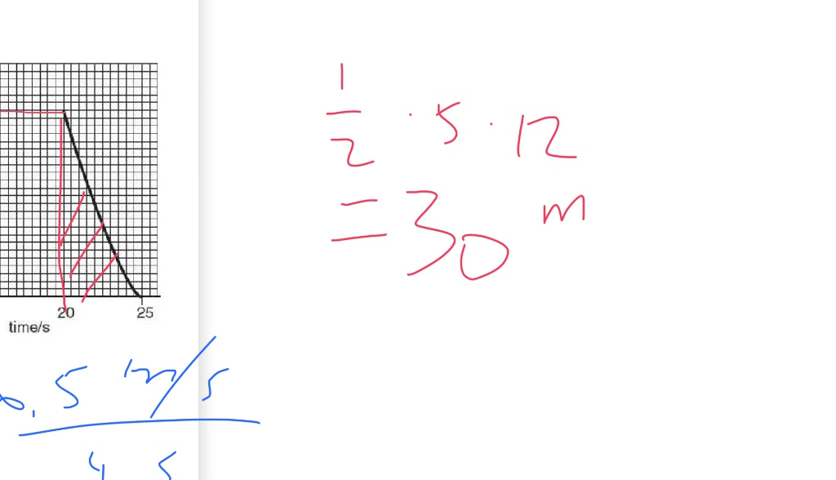 1/2 · 5 · 12
= 30 m
20 25
time/s
0.5 m/s
4 5